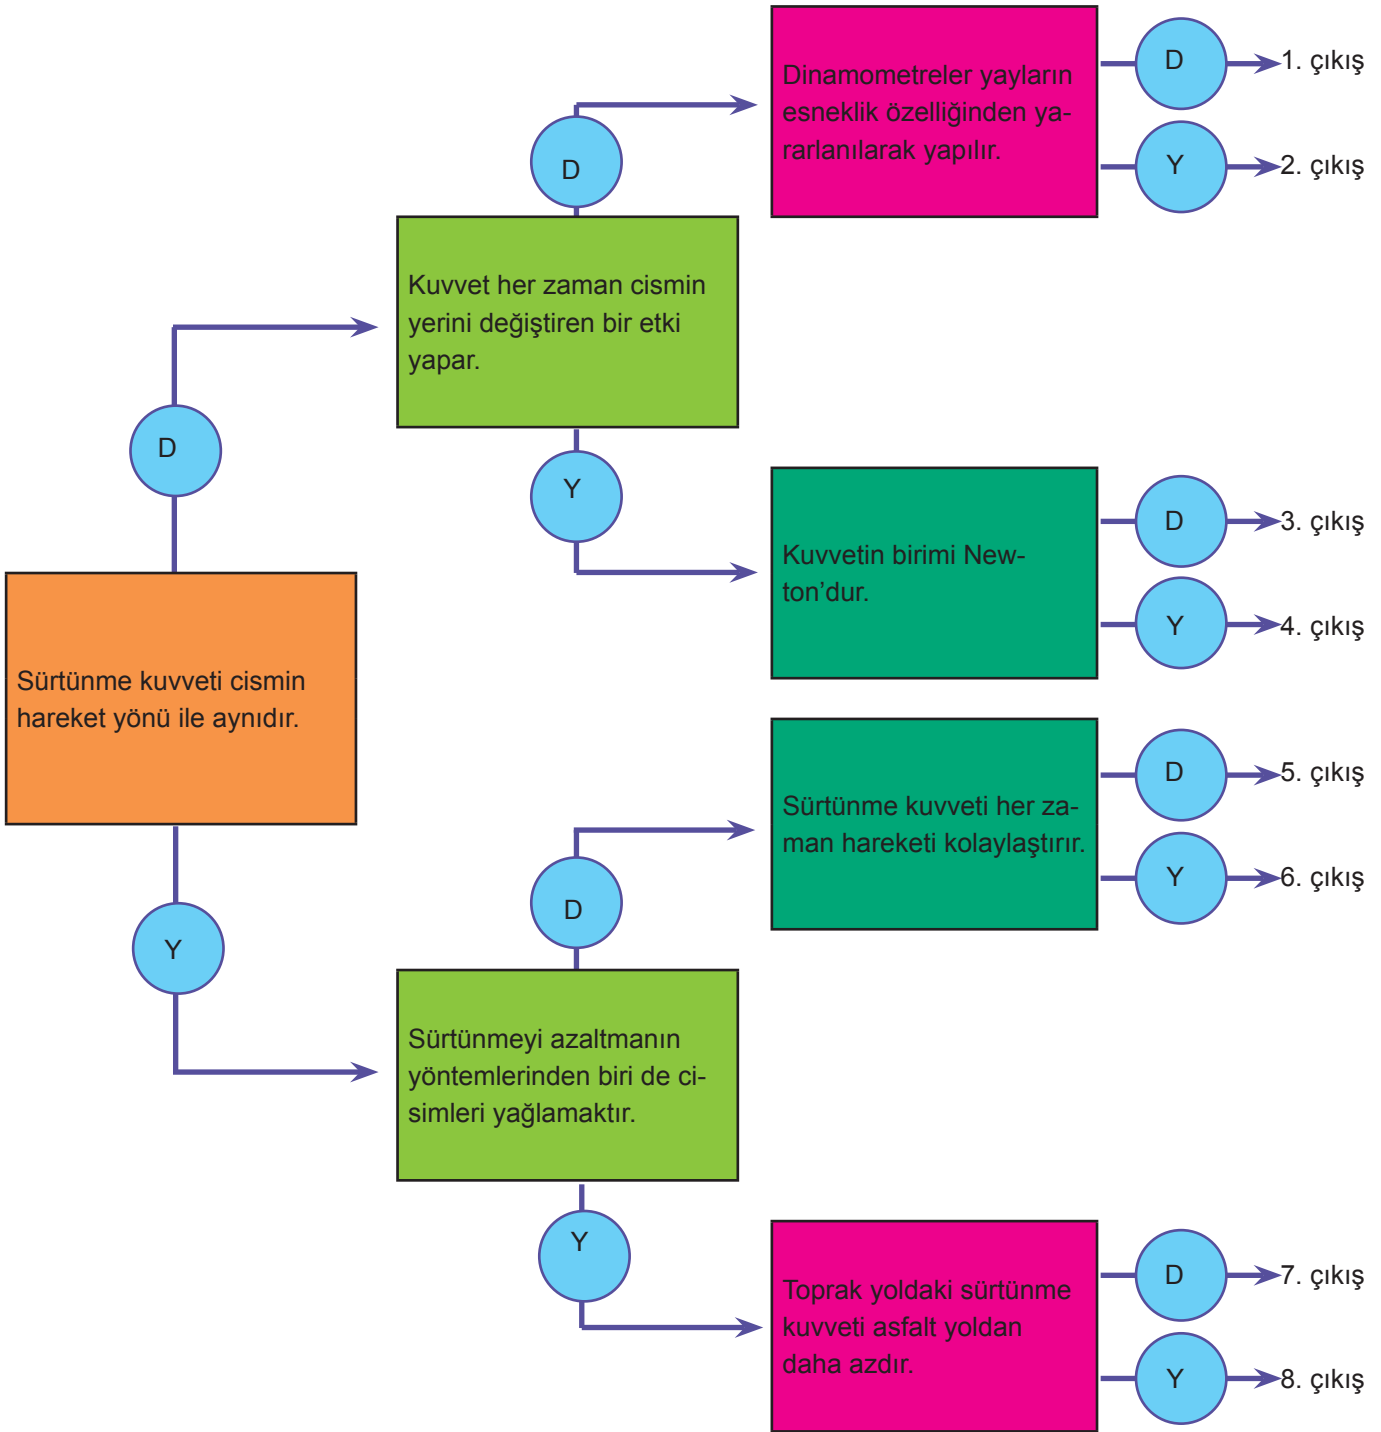 Dinamometreler yayların
esneklik özelliğinden ya-
rarlanılarak yapılır.
D
1. çıkış
Y
2. çıkış
D
Kuvvet her zaman cismin
yerini değiştiren bir etki
yapar.
D
Y
Kuvvetin birimi New-
ton’dur.
D
3. çıkış
Y
4. çıkış
Sürtünme kuvveti cismin
hareket yönü ile aynıdır.
Sürtünme kuvveti her za-
man hareketi kolaylaştırır.
D
5. çıkış
Y
6. çıkış
D
Y
Sürtünmeyi azaltmanın
yöntemlerinden biri de ci-
simleri yağlamaktır.
Y
Toprak yoldaki sürtünme
kuvveti asfalt yoldan
daha azdır.
D
7. çıkış
Y
8. çıkış